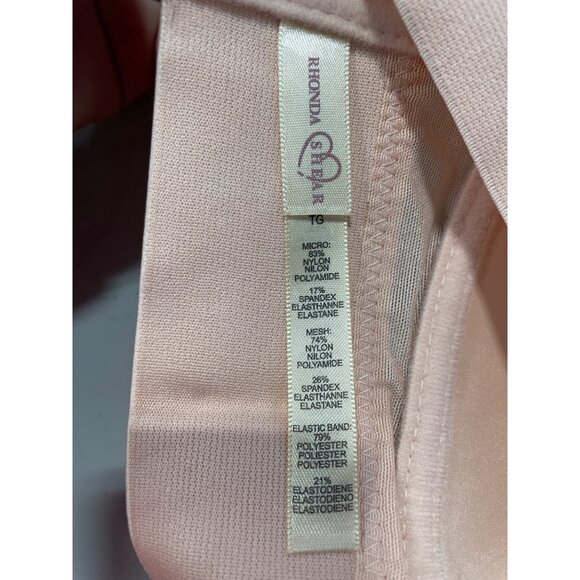 RHONDA SHEAR
TG
MICRO:
83%
NYLON
NILON
POLYAMIDE
17%
SPANDEX
ELASTHANNE
ELASTANE
MESH:
74%
NYLON
NILON
POLYAMIDE
26%
SPANDEX
ELASTHANNE
ELASTANE
ELASTIC BAND:
79%
POLYESTER
POLIESTER
POLYESTER
21%
ELASTODIENE
ELASTODIENO
ELASTODIENE